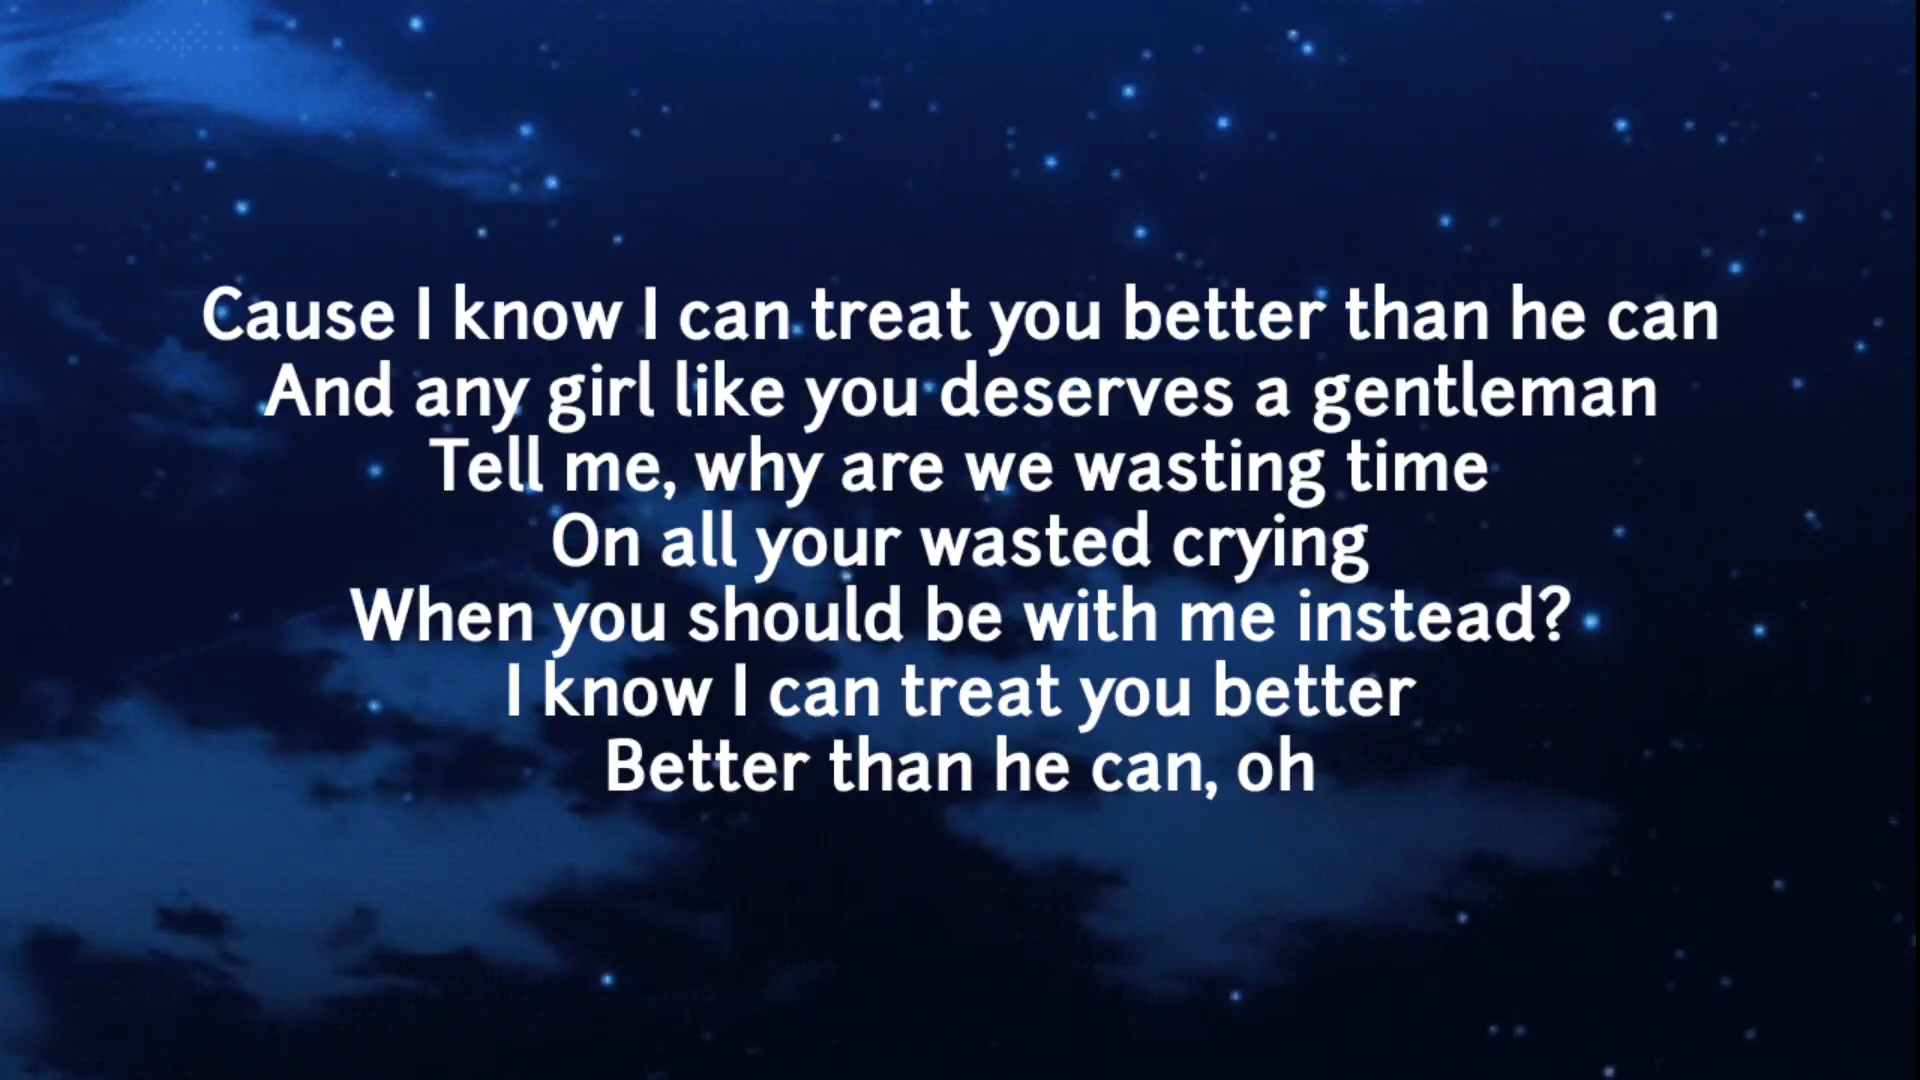 Cause I know I can treat you better than he can
And any girl like you deserves a gentleman
Tell me, why are we wasting time
On all your wasted crying
When you should be with me instead?
I know I can treat you better
Better than he can, oh